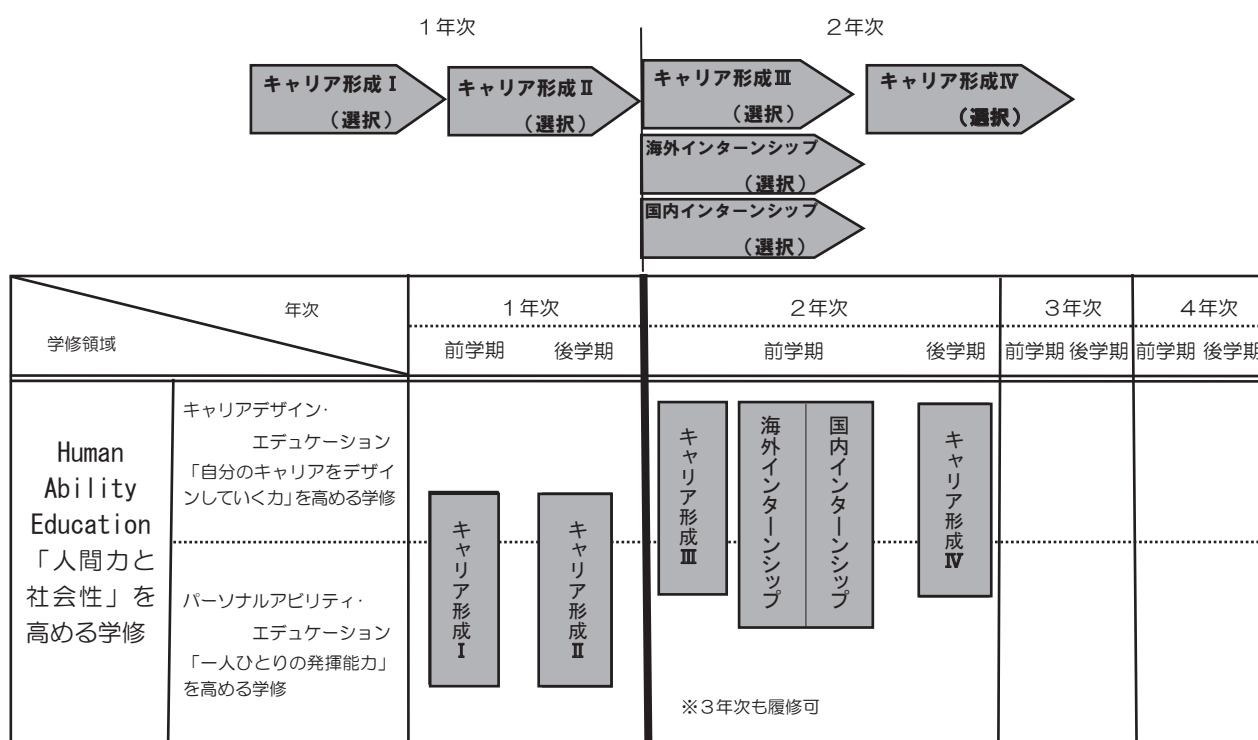 1年次
2年次
キャリア形成Ⅰ
(選択)
キャリア形成Ⅱ
(選択)
キャリア形成Ⅲ
(選択)
キャリア形成Ⅳ
(選択)
海外インターンシップ
(選択)
国内インターンシップ
(選択)
年次
学修領域
1年次
2年次
3年次
4年次
前学期
後学期
前学期
後学期
前学期
後学期
前学期
後学期
Human
Ability
Education
「人間力と
社会性」を
高める学修
キャリアデザイン・
エデュケーション
「自分のキャリアをデザイ
ンしていく力」を高める学修
パーソナルアビリティ・
エデュケーション
「一人ひとりの発揮能力」
を高める学修
キャリア形成Ⅰ
キャリア形成Ⅱ
キャリア形成Ⅲ
海外インターンシップ
国内インターンシップ
キャリア形成Ⅳ
※3年次も履修可